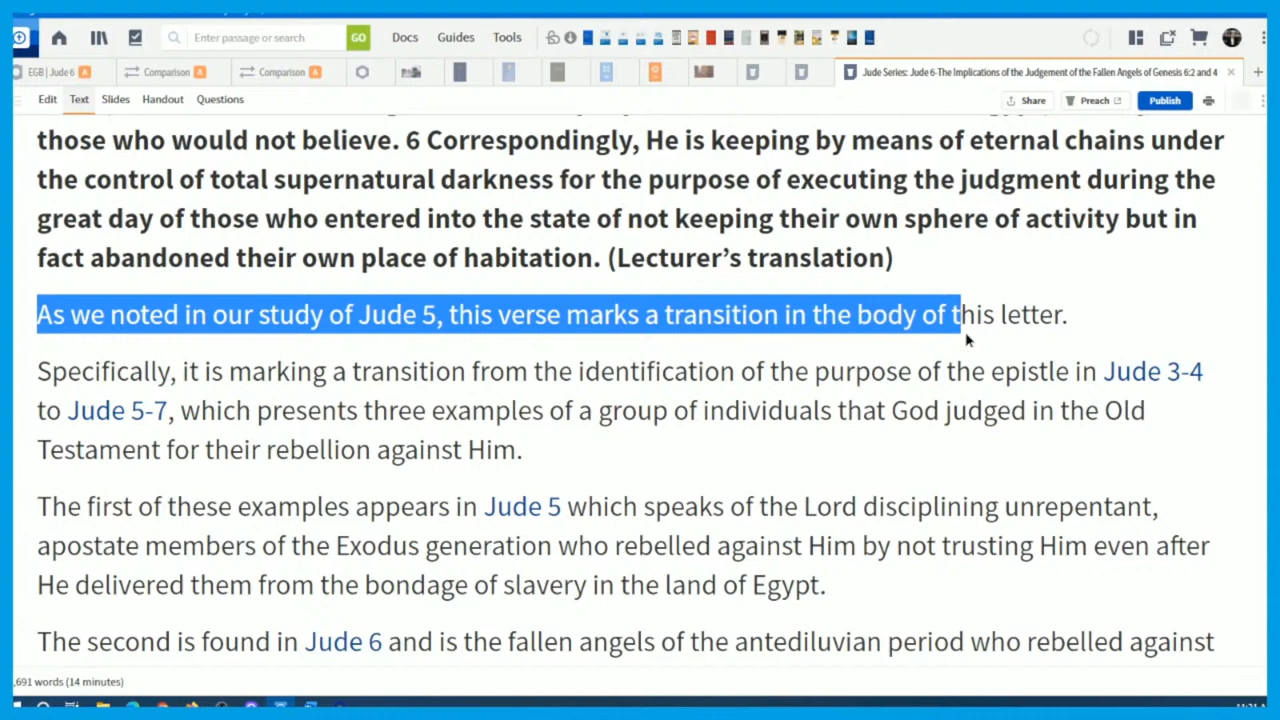 Enter passage or search
GO
Docs
Guides
Tools
EGB | Jude 6
A
Comparison
A
Comparison
A
Jude Series: Jude 6-The Implications of the Judgement of the Fallen Angels of Genesis 6:2 and 4
Edit
Text
Slides
Handout
Questions
Share
Preach
Publish
those who would not believe. 6 Correspondingly, He is keeping by means of eternal chains under
the control of total supernatural darkness for the purpose of executing the judgment during the
great day of those who entered into the state of not keeping their own sphere of activity but in
fact abandoned their own place of habitation. (Lecturer’s translation)
As we noted in our study of Jude 5, this verse marks a transition in the body of this letter.
Specifically, it is marking a transition from the identification of the purpose of the epistle in Jude 3-4
to Jude 5-7, which presents three examples of a group of individuals that God judged in the Old
Testament for their rebellion against Him.
The first of these examples appears in Jude 5 which speaks of the Lord disciplining unrepentant,
apostate members of the Exodus generation who rebelled against Him by not trusting Him even after
He delivered them from the bondage of slavery in the land of Egypt.
The second is found in Jude 6 and is the fallen angels of the antediluvian period who rebelled against
,691 words (14 minutes)